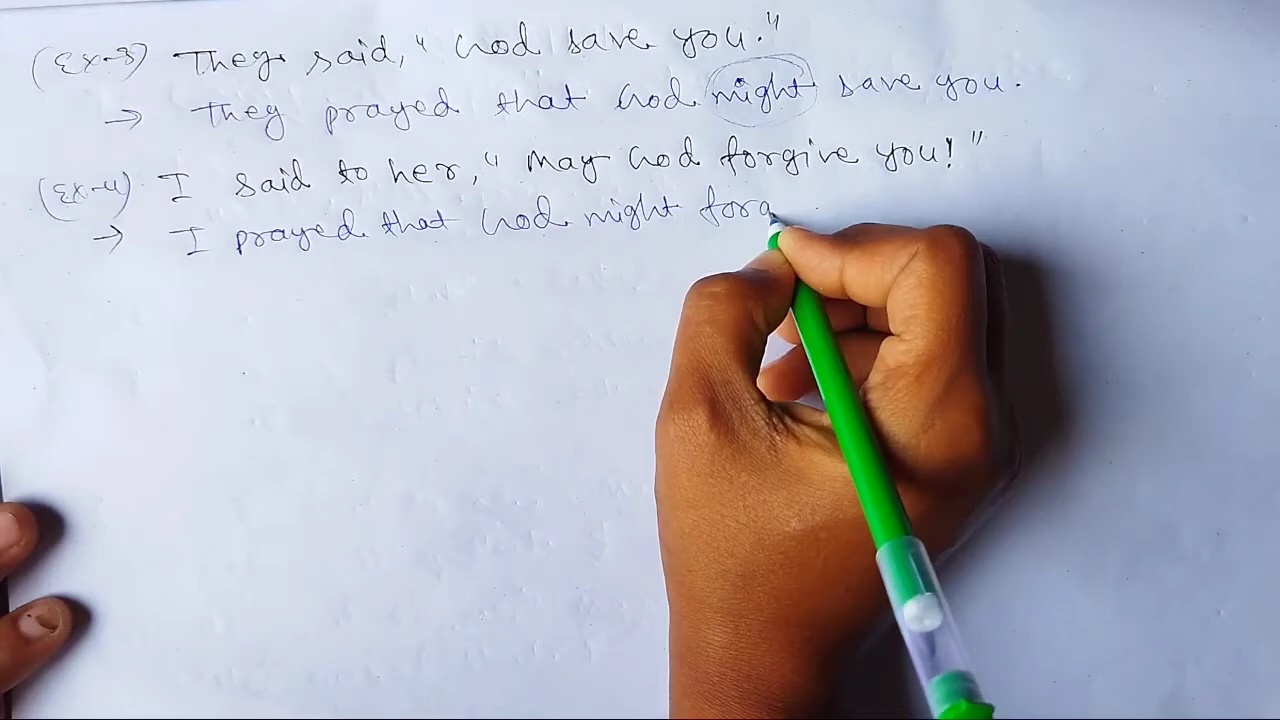 (Ex-3) They said, "God save you."
→ They prayed that God might save you.
(Ex-4) I said to her, "May God forgive you!"
→ I prayed that God might forg